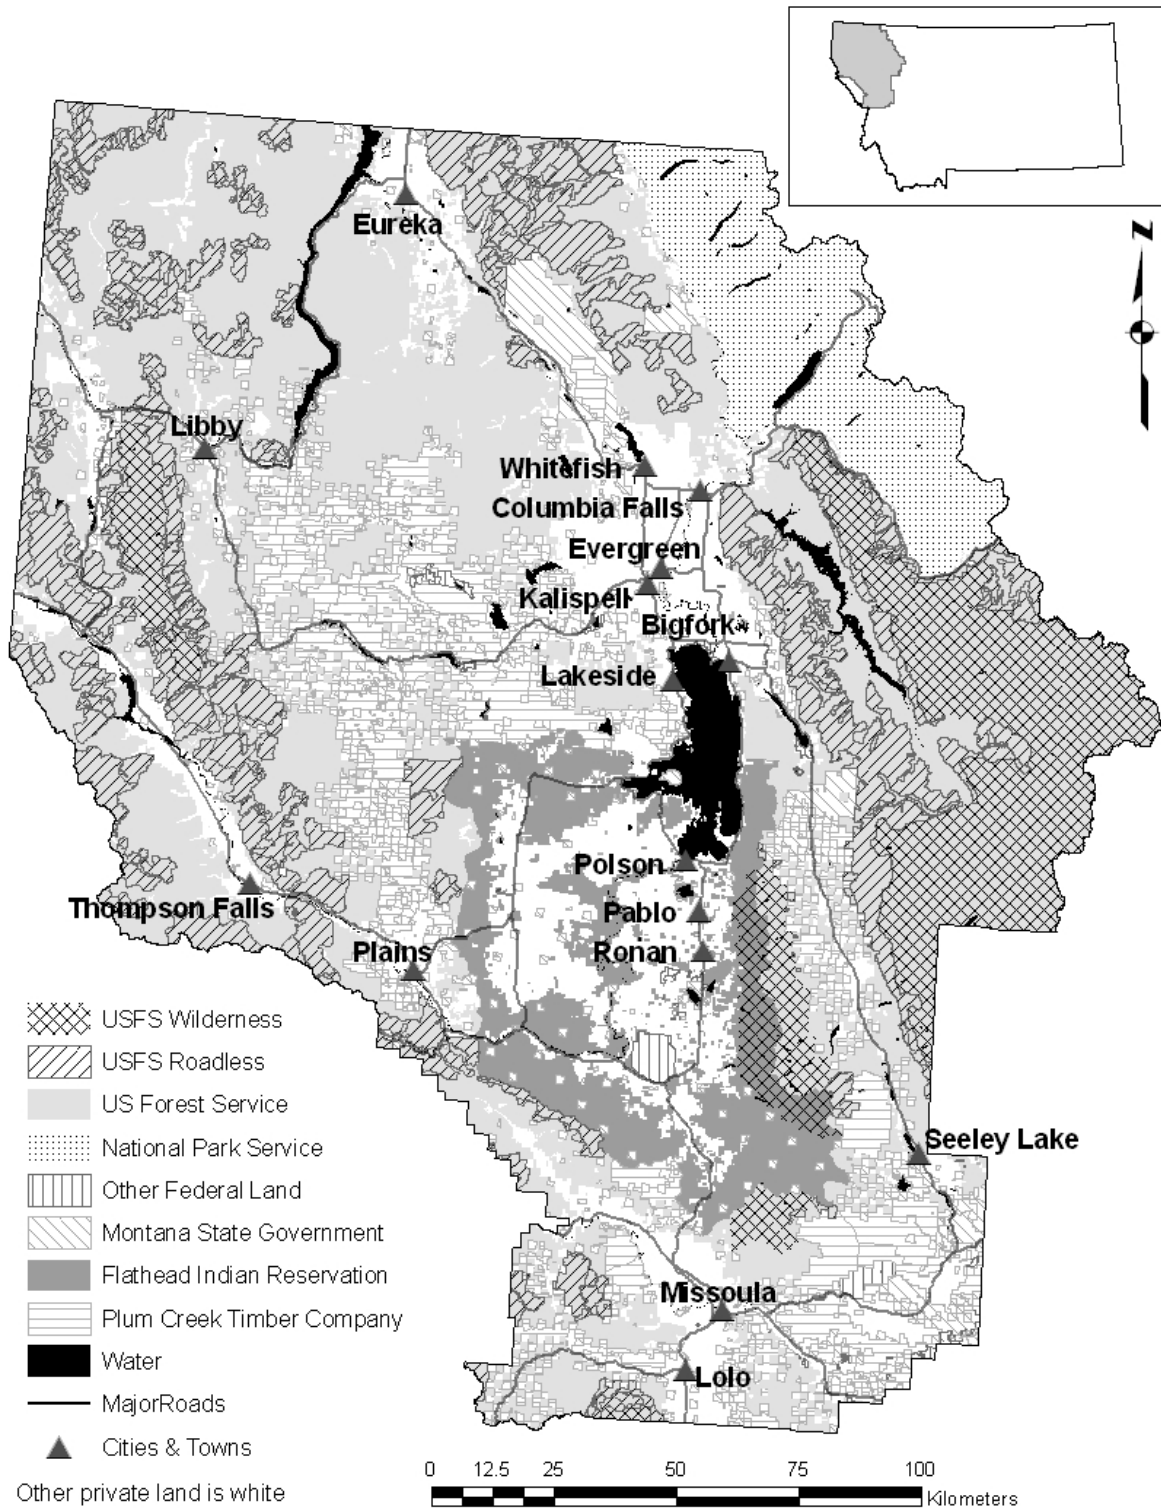 N
Eureka
Libby
Whitefish
Columbia Falls
Evergreen
Kalispell
Bigfork
Lakeside
Polson
Thompson Falls
Pablo
Plains
Ronan
USFS Wilderness
USFS Roadless
US Forest Service
National Park Service
Seeley Lake
Other Federal Land
Montana State Government
Flathead Indian Reservation
Missoula
Plum Creek Timber Company
Water
Lolo
MajorRoads
Cities & Towns
0 12.5 25 50 75 100
Other private land is white
Kilometers